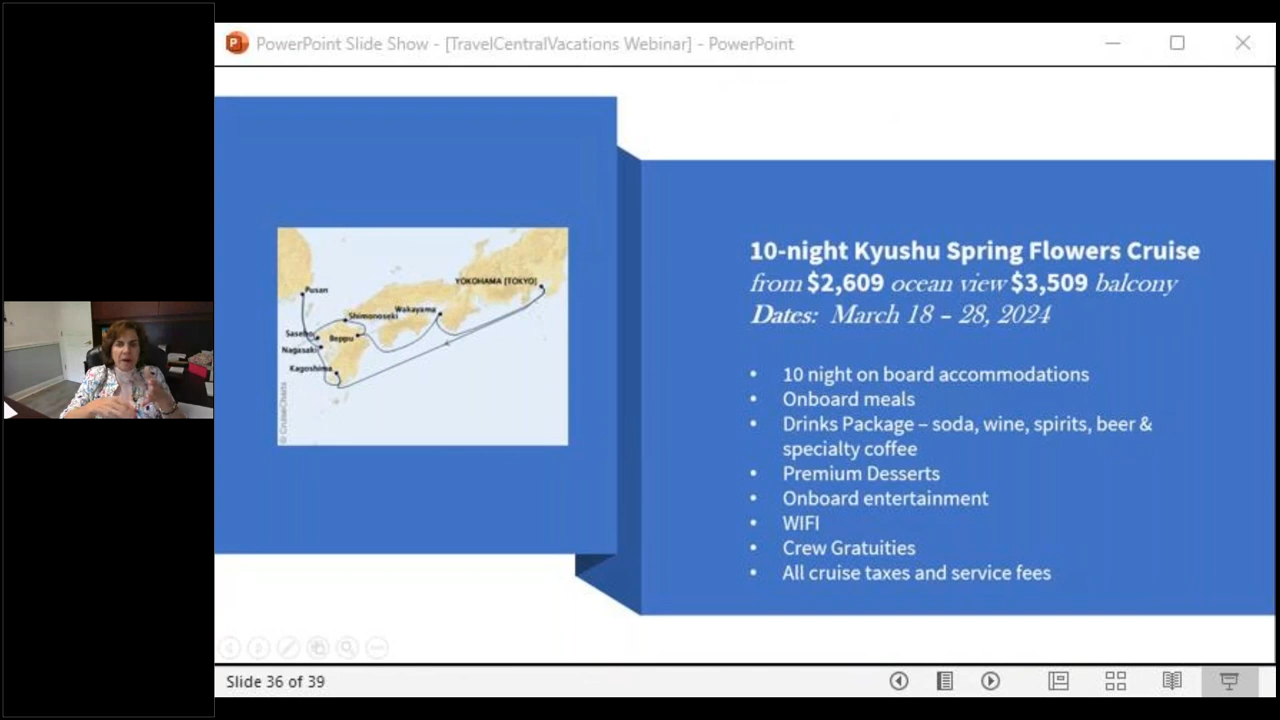 PowerPoint Slide Show - [TravelCentralVacations Webinar] - PowerPoint
YOKOHAMA [TOKYO]
Pusan
Wakayama
Shimonoseki
Sasebo
Beppu
Nagasaki
Kagoshima
© CruiseCharts
10-night Kyushu Spring Flowers Cruise
from $2,609 ocean view $3,509 balcony
Dates: March 18 – 28, 2024
• 10 night on board accommodations
• Onboard meals
• Drinks Package – soda, wine, spirits, beer &
specialty coffee
• Premium Desserts
• Onboard entertainment
• WIFI
• Crew Gratuities
• All cruise taxes and service fees
Slide 36 of 39